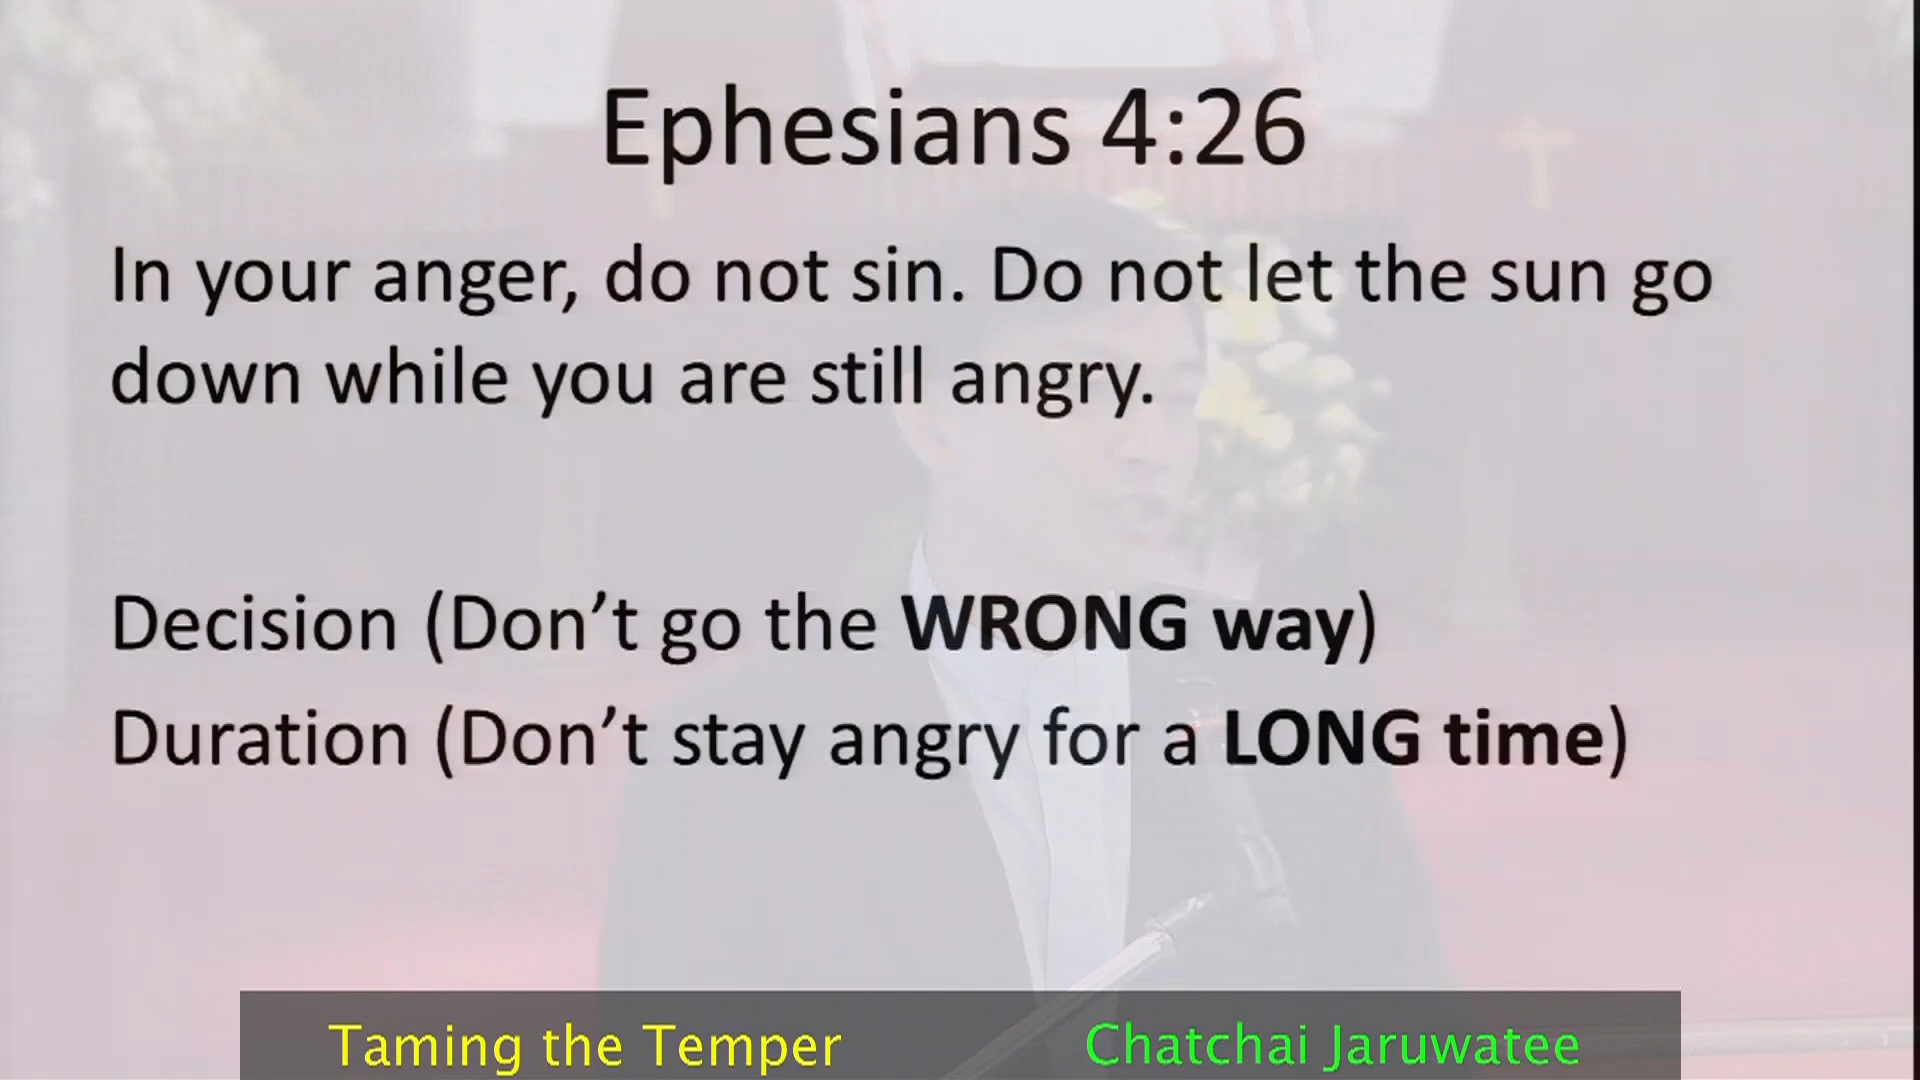 Ephesians 4:26
In your anger, do not sin. Do not let the sun go
down while you are still angry.
Decision (Don’t go the WRONG way)
Duration (Don’t stay angry for a LONG time)
Taming the Temper
Chatchai Jaruwatee